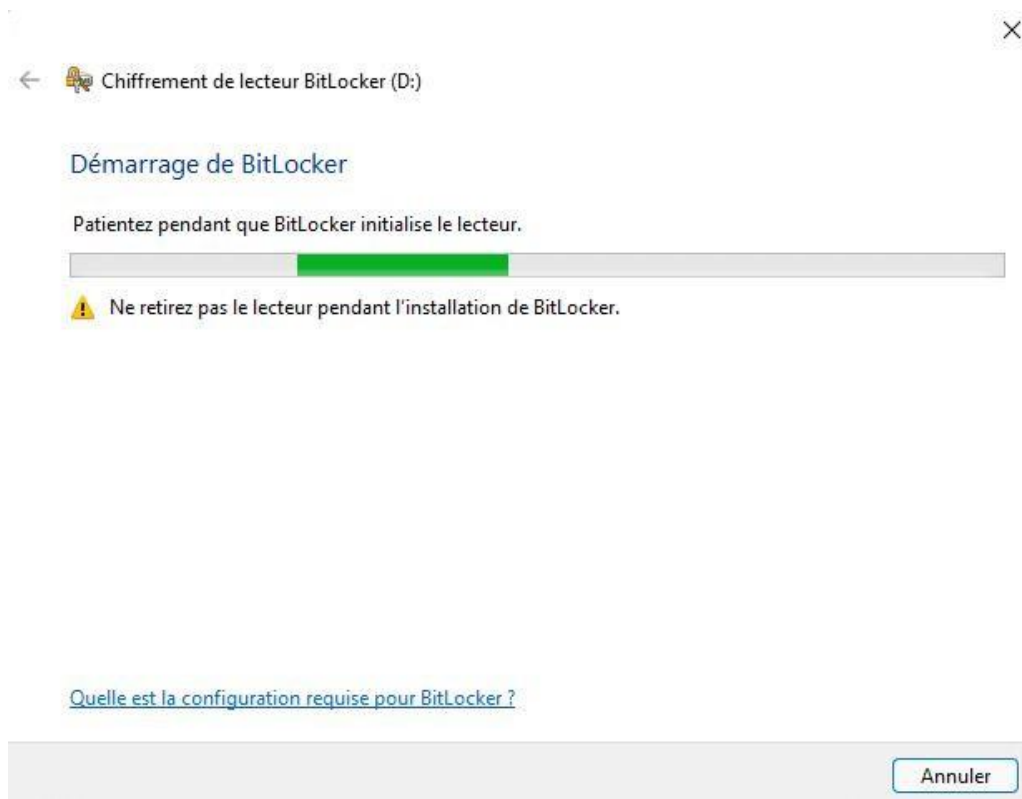 Chiffrement de lecteur BitLocker (D:)
Démarrage de BitLocker
Patientez pendant que BitLocker initialise le lecteur.
Ne retirez pas le lecteur pendant l'installation de BitLocker.
Quelle est la configuration requise pour BitLocker ?
Annuler